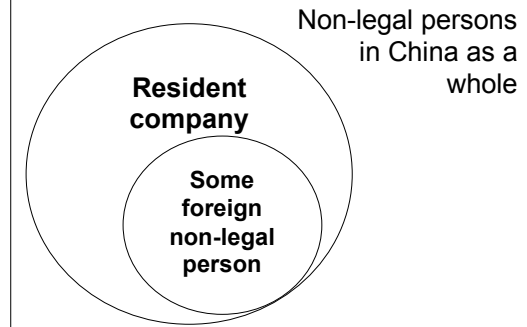 Non-legal persons
in China as a
whole
Resident
company
Some
foreign
non-legal
person